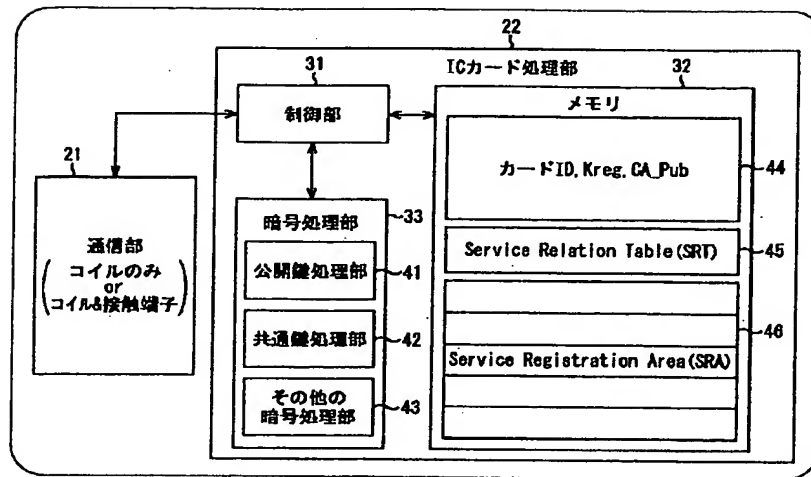 22
ICカード処理部
31
制御部
32
メモリ
カードID,Kreg,CA_Pub
44
21
通信部
(コイルのみ
or
コイル&接触端子)
暗号処理部
33
公開鍵処理部
41
共通鍵処理部
42
その他の
暗号処理部
43
Service Relation Table(SRT)
45
46
Service Registration Area(SRA)